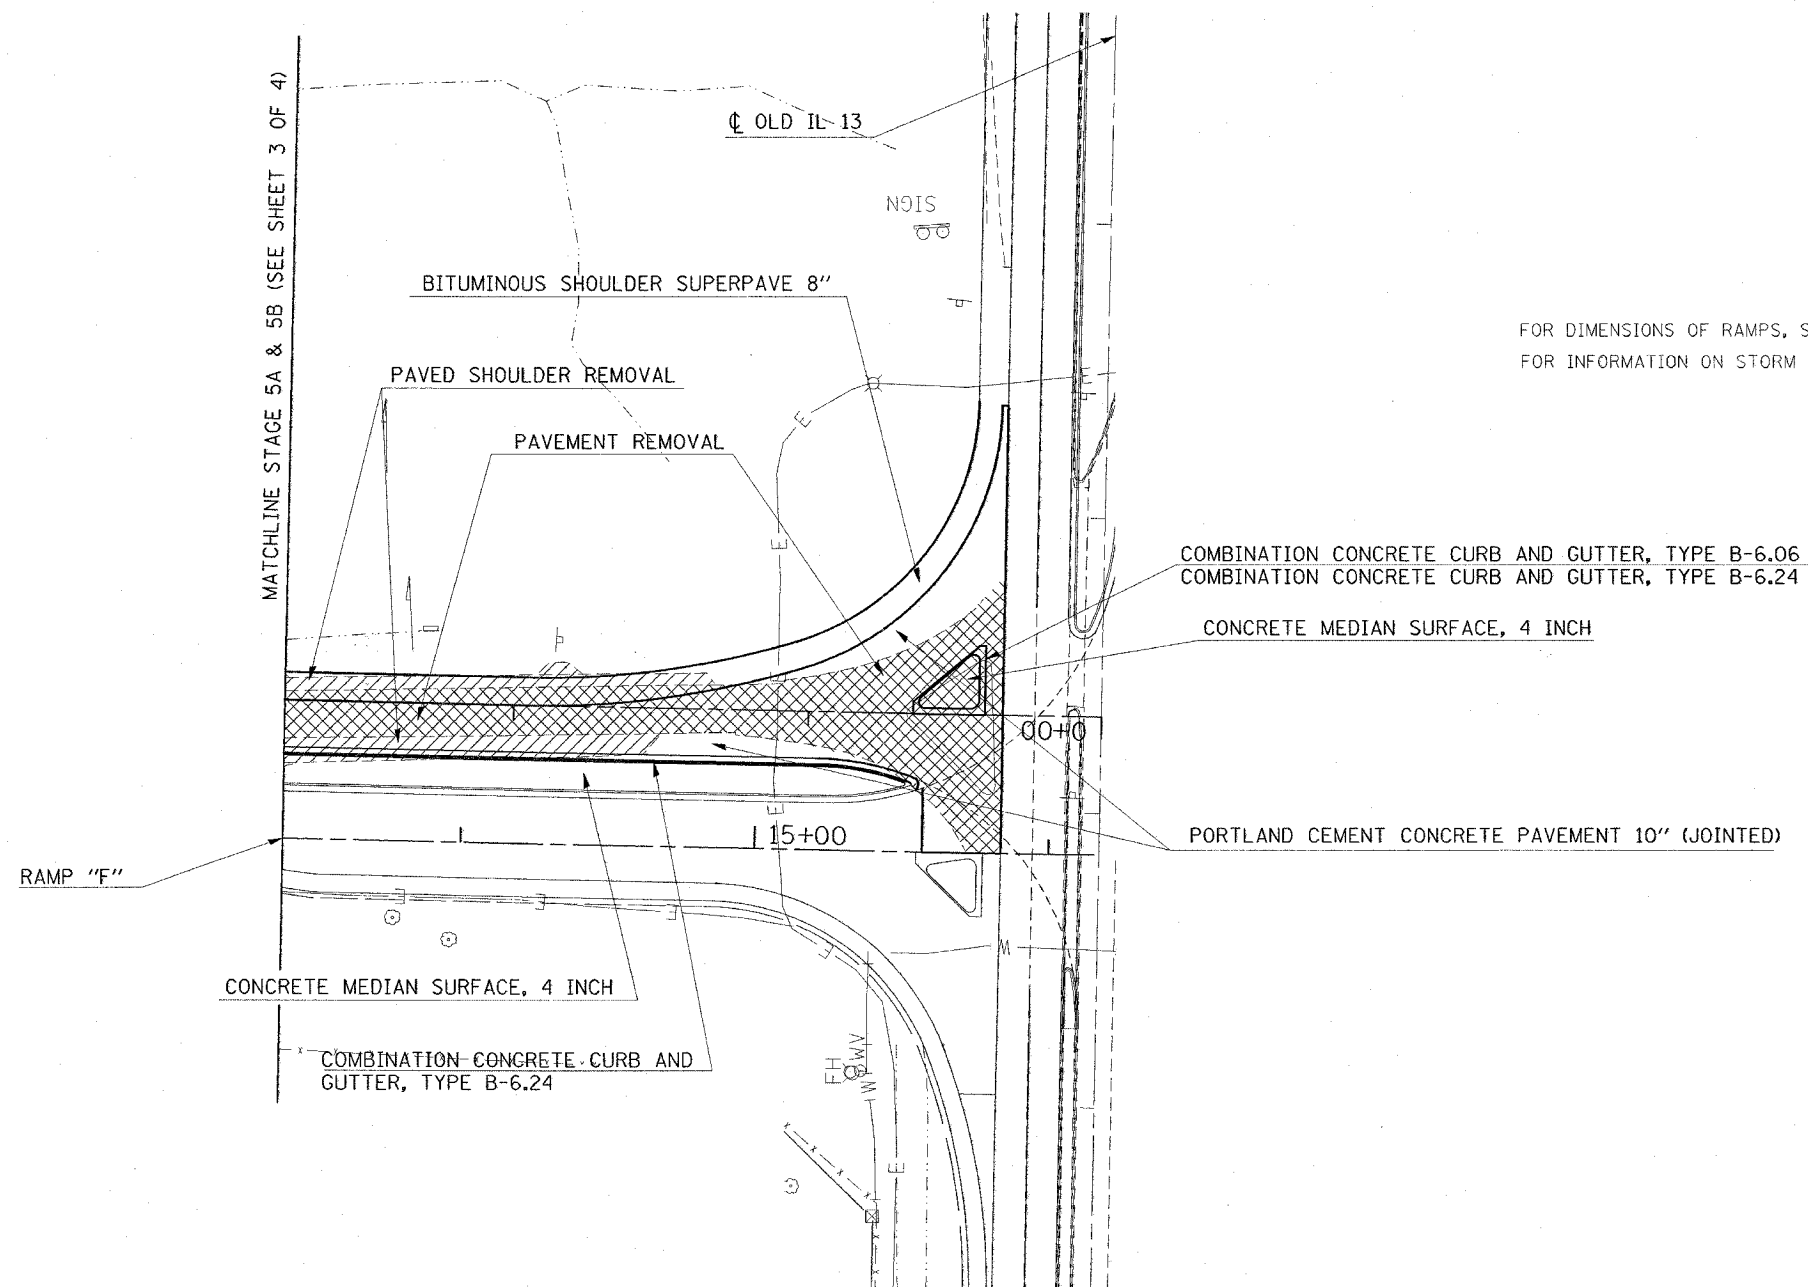 MATCHLINE STAGE 5A & 5B (SEE SHEET 3 OF 4)
℄ OLD IL 13
SIGN
BITUMINOUS SHOULDER SUPERPAVE 8"
FOR DIMENSIONS OF RAMPS, S
FOR INFORMATION ON STORM
PAVED SHOULDER REMOVAL
E
E
PAVEMENT REMOVAL
E
COMBINATION CONCRETE CURB AND GUTTER, TYPE B-6.06
COMBINATION CONCRETE CURB AND GUTTER, TYPE B-6.24
CONCRETE MEDIAN SURFACE, 4 INCH
00+0
E
15+00
PORTLAND CEMENT CONCRETE PAVEMENT 10" (JOINTED)
RAMP "F"
E
W
CONCRETE MEDIAN SURFACE, 4 INCH
COMBINATION CONCRETE CURB AND
GUTTER, TYPE B-6.24
FH
WV
W
E